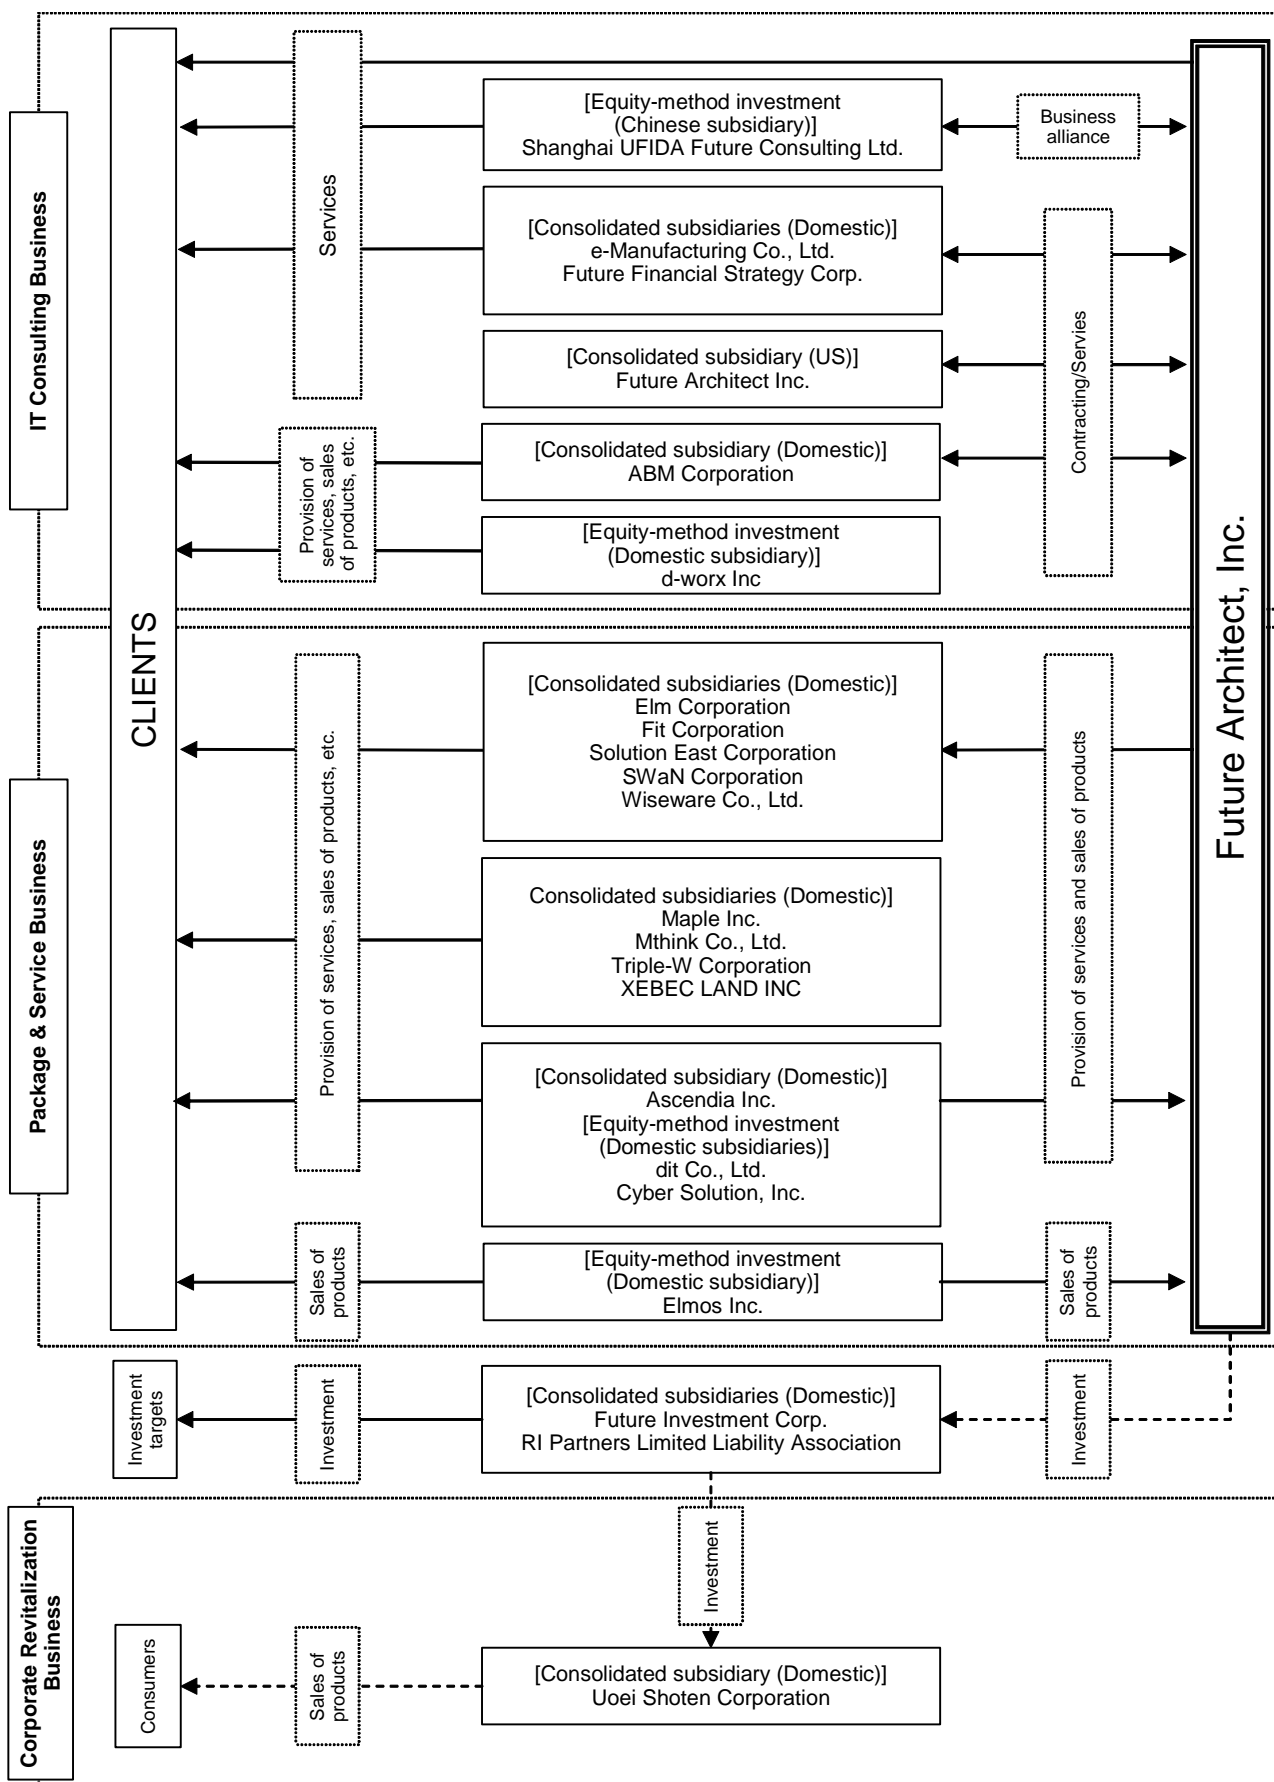 IT Consulting Business
CLIENTS
Services
[Equity-method investment
(Chinese subsidiary)]
Shanghai UFIDA Future Consulting Ltd.
Business
alliance
[Consolidated subsidiaries (Domestic)]
e-Manufacturing Co., Ltd.
Future Financial Strategy Corp.
[Consolidated subsidiary (US)]
Future Architect Inc.
Contracting/Servies
Provision of
services, sales
of products, etc.
[Consolidated subsidiary (Domestic)]
ABM Corporation
[Equity-method investment
(Domestic subsidiary)]
d-worx Inc
Future Architect, Inc.
Package & Service Business
Provision of services, sales of products, etc.
[Consolidated subsidiaries (Domestic)]
Elm Corporation
Fit Corporation
Solution East Corporation
SWaN Corporation
Wiseware Co., Ltd.
Provision of services and sales of products
Consolidated subsidiaries (Domestic)]
Maple Inc.
Mthink Co., Ltd.
Triple-W Corporation
XEBEC LAND INC
[Consolidated subsidiary (Domestic)]
Ascendia Inc.
[Equity-method investment
(Domestic subsidiaries)]
dit Co., Ltd.
Cyber Solution, Inc.
Sales of
products
[Equity-method investment
(Domestic subsidiary)]
Elmos Inc.
Sales of
products
Investment
targets
Investment
[Consolidated subsidiaries (Domestic)]
Future Investment Corp.
RI Partners Limited Liability Association
Investment
Corporate Revitalization
Business
Investment
Consumers
Sales of
products
[Consolidated subsidiary (Domestic)]
Uoei Shoten Corporation